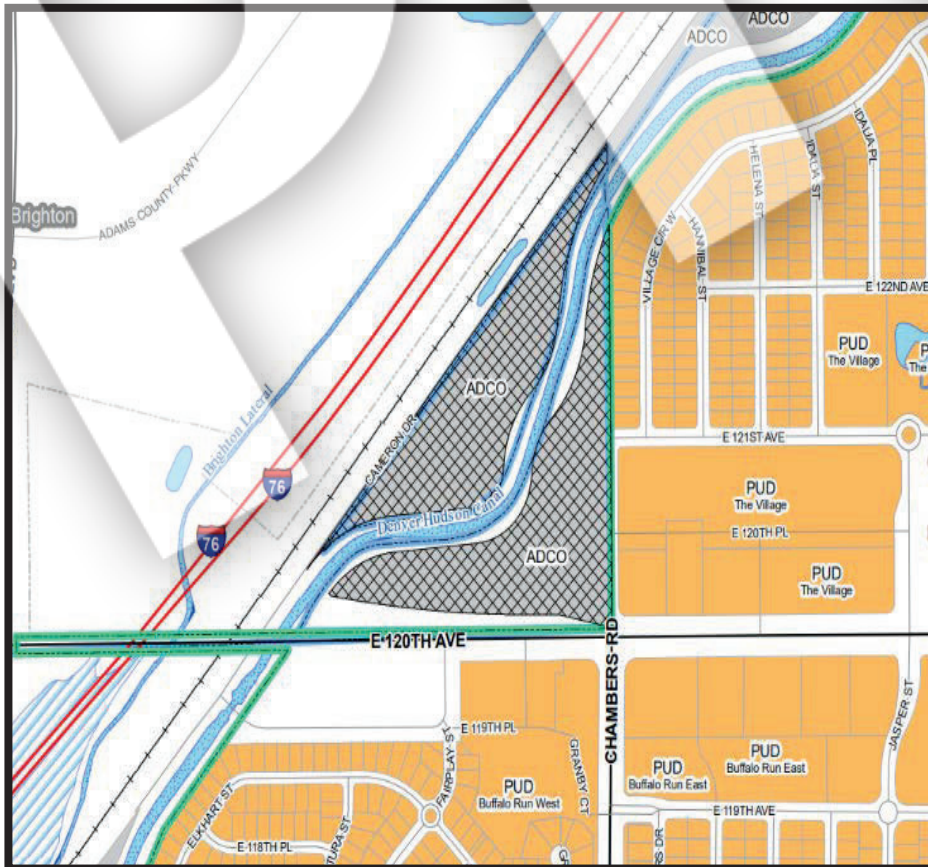 ADCO
ADCO
Brighton
ADAMS COUNTY PKWY
HELENA ST
IDALIA ST
IDALIA PL
VILLAGE CIR W
HANNIBAL ST
E 122ND AVE
PUD
The Village
ADCO
CAMERON DR
Brighton Lateral
76
76
E 121ST AVE
Denver Hudson Canal
ADCO
PUD
The Village
E 120TH PL
PUD
The Village
E 120TH AVE
CHAMBERS RD
JASPER ST
E 119TH PL
FAIRPLAY ST
GRANBY CT
PUD
Buffalo Run West
PUD
Buffalo Run East
PUD
Buffalo Run East
E 119TH AVE
ELKHART ST
E 118TH PL